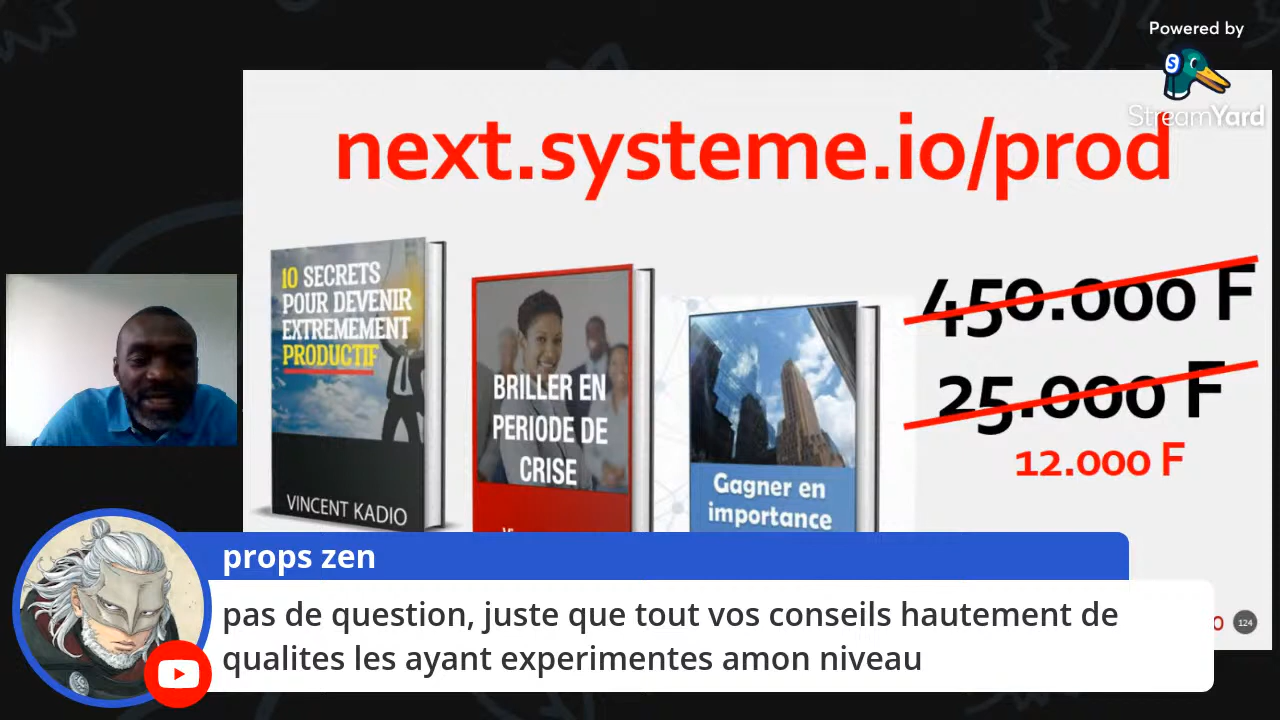 Powered by
StreamYard
next.systeme.io/prod
10 SECRETS
POUR DEVENIR
EXTREMEMENT
PRODUCTIF
VINCENT KADIO
BRILLER EN
PERIODE DE
CRISE
Gagner en
importance
450.000 F
25.000 F
12.000 F
124
props zen
pas de question, juste que tout vos conseils hautement de
qualites les ayant experimentes amon niveau